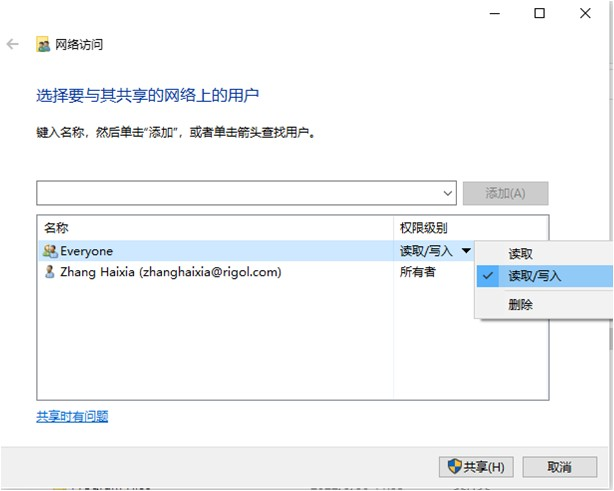 网络访问
选择要与其共享的网络上的用户
键入名称，然后单击“添加”，或者单击箭头查找用户。
添加(A)
名称 权限级别
Everyone 读取/写入
Zhang Haixia (zhanghaixia@rigol.com) 所有者
读取
读取/写入
删除
共享时有问题
共享(H) 取消